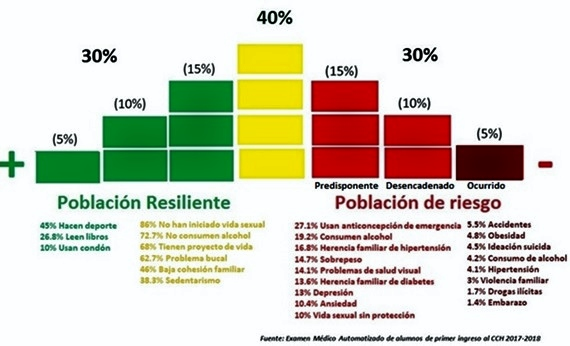 40%
30%
30%
(15%)
(15%)
(10%)
(10%)
(5%)
(5%)
+
-
Predisponente Desencadenado Ocurrido
Población Resiliente
Población de riesgo
45% Hacen deporte
26.8% Leen libros
10% Usan condón
86% No han iniciado vida sexual
72.7% No consumen alcohol
68% Tienen proyecto de vida
62.7% Problema bucal
46% Baja cohesión familiar
38.3% Sedentarismo
27.1% Usan anticoncepción de emergencia
19.2% Consumen alcohol
16.8% Herencia familiar de hipertensión
14.7% Sobrepeso
14.1% Problemas de salud visual
13.6% Herencia familiar de diabetes
13% Depresión
10.4% Ansiedad
10% Vida sexual sin protección
5.5% Accidentes
4.8% Obesidad
4.5% Ideación suicida
4.2% Consumo de alcohol
4.1% Hipertensión
3% Violencia familiar
1.7% Drogas ilícitas
1.4% Embarazo
Fuente: Examen Médico Automatizado de alumnos de primer ingreso al CCH 2017-2018